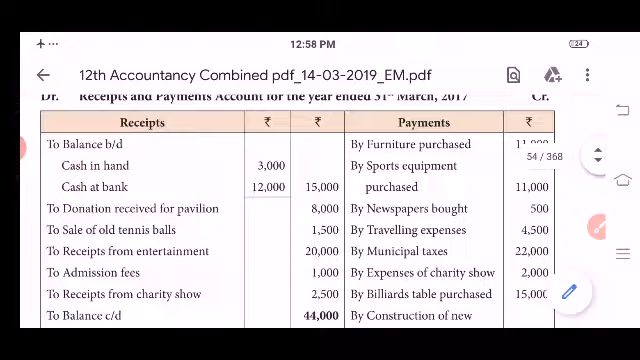 12:58 PM
24
12th Accountancy Combined pdf_14-03-2019_EM.pdf
Dr. Receipts and Payments Account for the year ended 31st March, 2017 Cr.
Receipts ₹ ₹ Payments ₹
To Balance b/d By Furniture purchased
Cash in hand 3,000 By Sports equipment
54 / 368
Cash at bank 12,000 15,000 purchased 11,000
To Donation received for pavilion 8,000 By Newspapers bought 500
To Sale of old tennis balls 1,500 By Travelling expenses 4,500
To Receipts from entertainment 20,000 By Municipal taxes 22,000
To Admission fees 1,000 By Expenses of charity show 2,000
To Receipts from charity show 2,500 By Billiards table purchased 15,000
To Balance c/d 44,000 By Construction of new